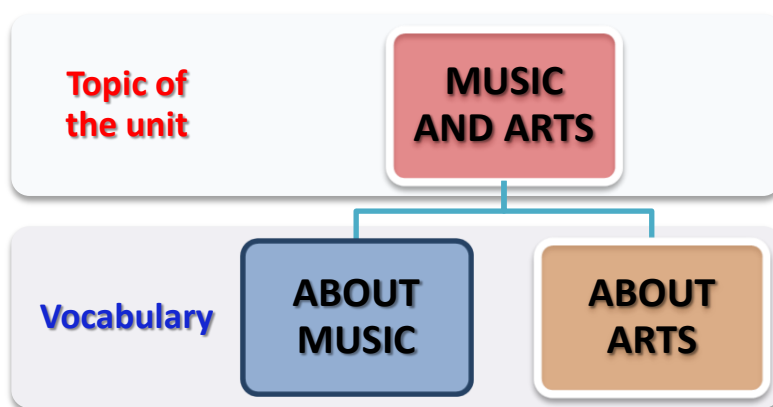 Topic of
the unit
MUSIC
AND ARTS
Vocabulary
ABOUT
MUSIC
ABOUT
ARTS